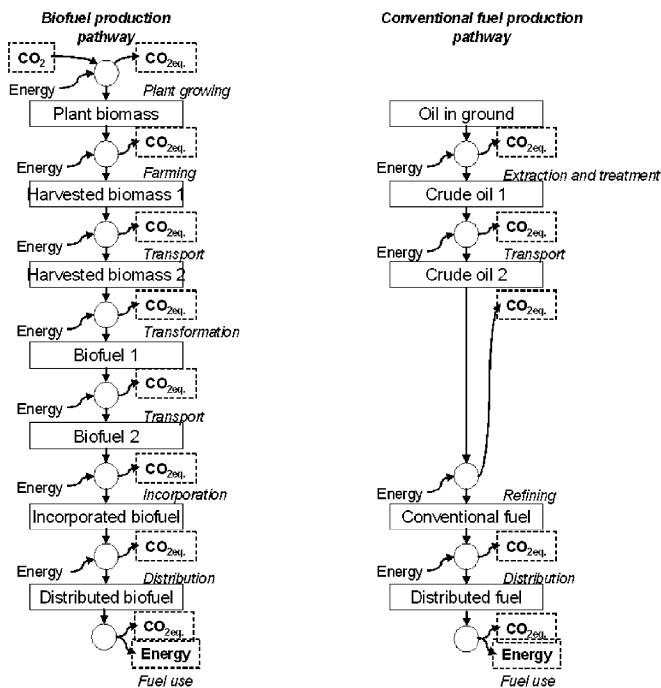 Biofuel production
pathway
CO2
CO2eq.
Energy
Plant growing
Plant biomass
CO2eq.
Energy
Farming
Harvested biomass 1
CO2eq.
Energy
Transport
Harvested biomass 2
CO2eq.
Energy
Transformation
Biofuel 1
CO2eq.
Energy
Transport
Biofuel 2
CO2eq.
Energy
Incorporation
Incorporated biofuel
CO2eq.
Energy
Distribution
Distributed biofuel
CO2eq.
Energy
Fuel use
Conventional fuel production
pathway
Oil in ground
CO2eq.
Energy
Extraction and treatment
Crude oil 1
CO2eq.
Energy
Transport
Crude oil 2
CO2eq.
Energy
Refining
Conventional fuel
CO2eq.
Energy
Distribution
Distributed fuel
CO2eq.
Energy
Fuel use